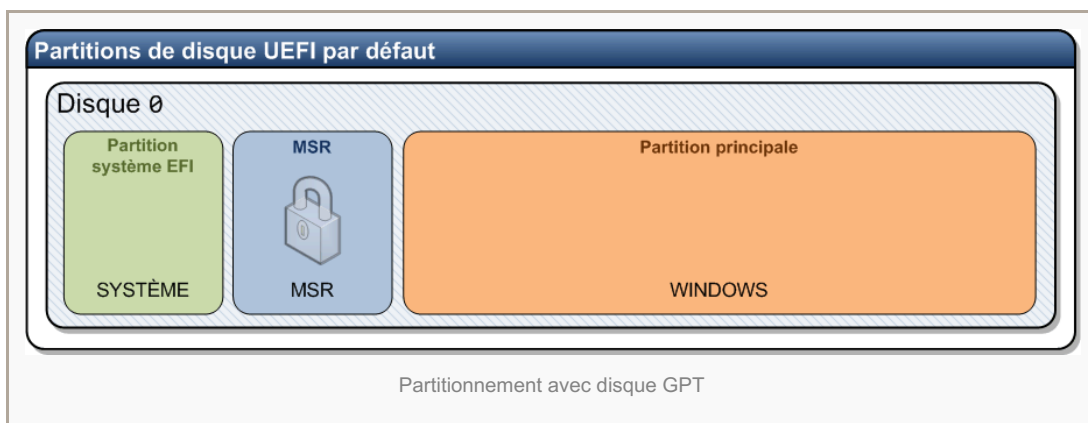 Partitions de disque UEFI par défaut
Disque 0
Partition
système EFI
MSR
Partition principale
SYSTÈME
MSR
WINDOWS
Partitionnement avec disque GPT